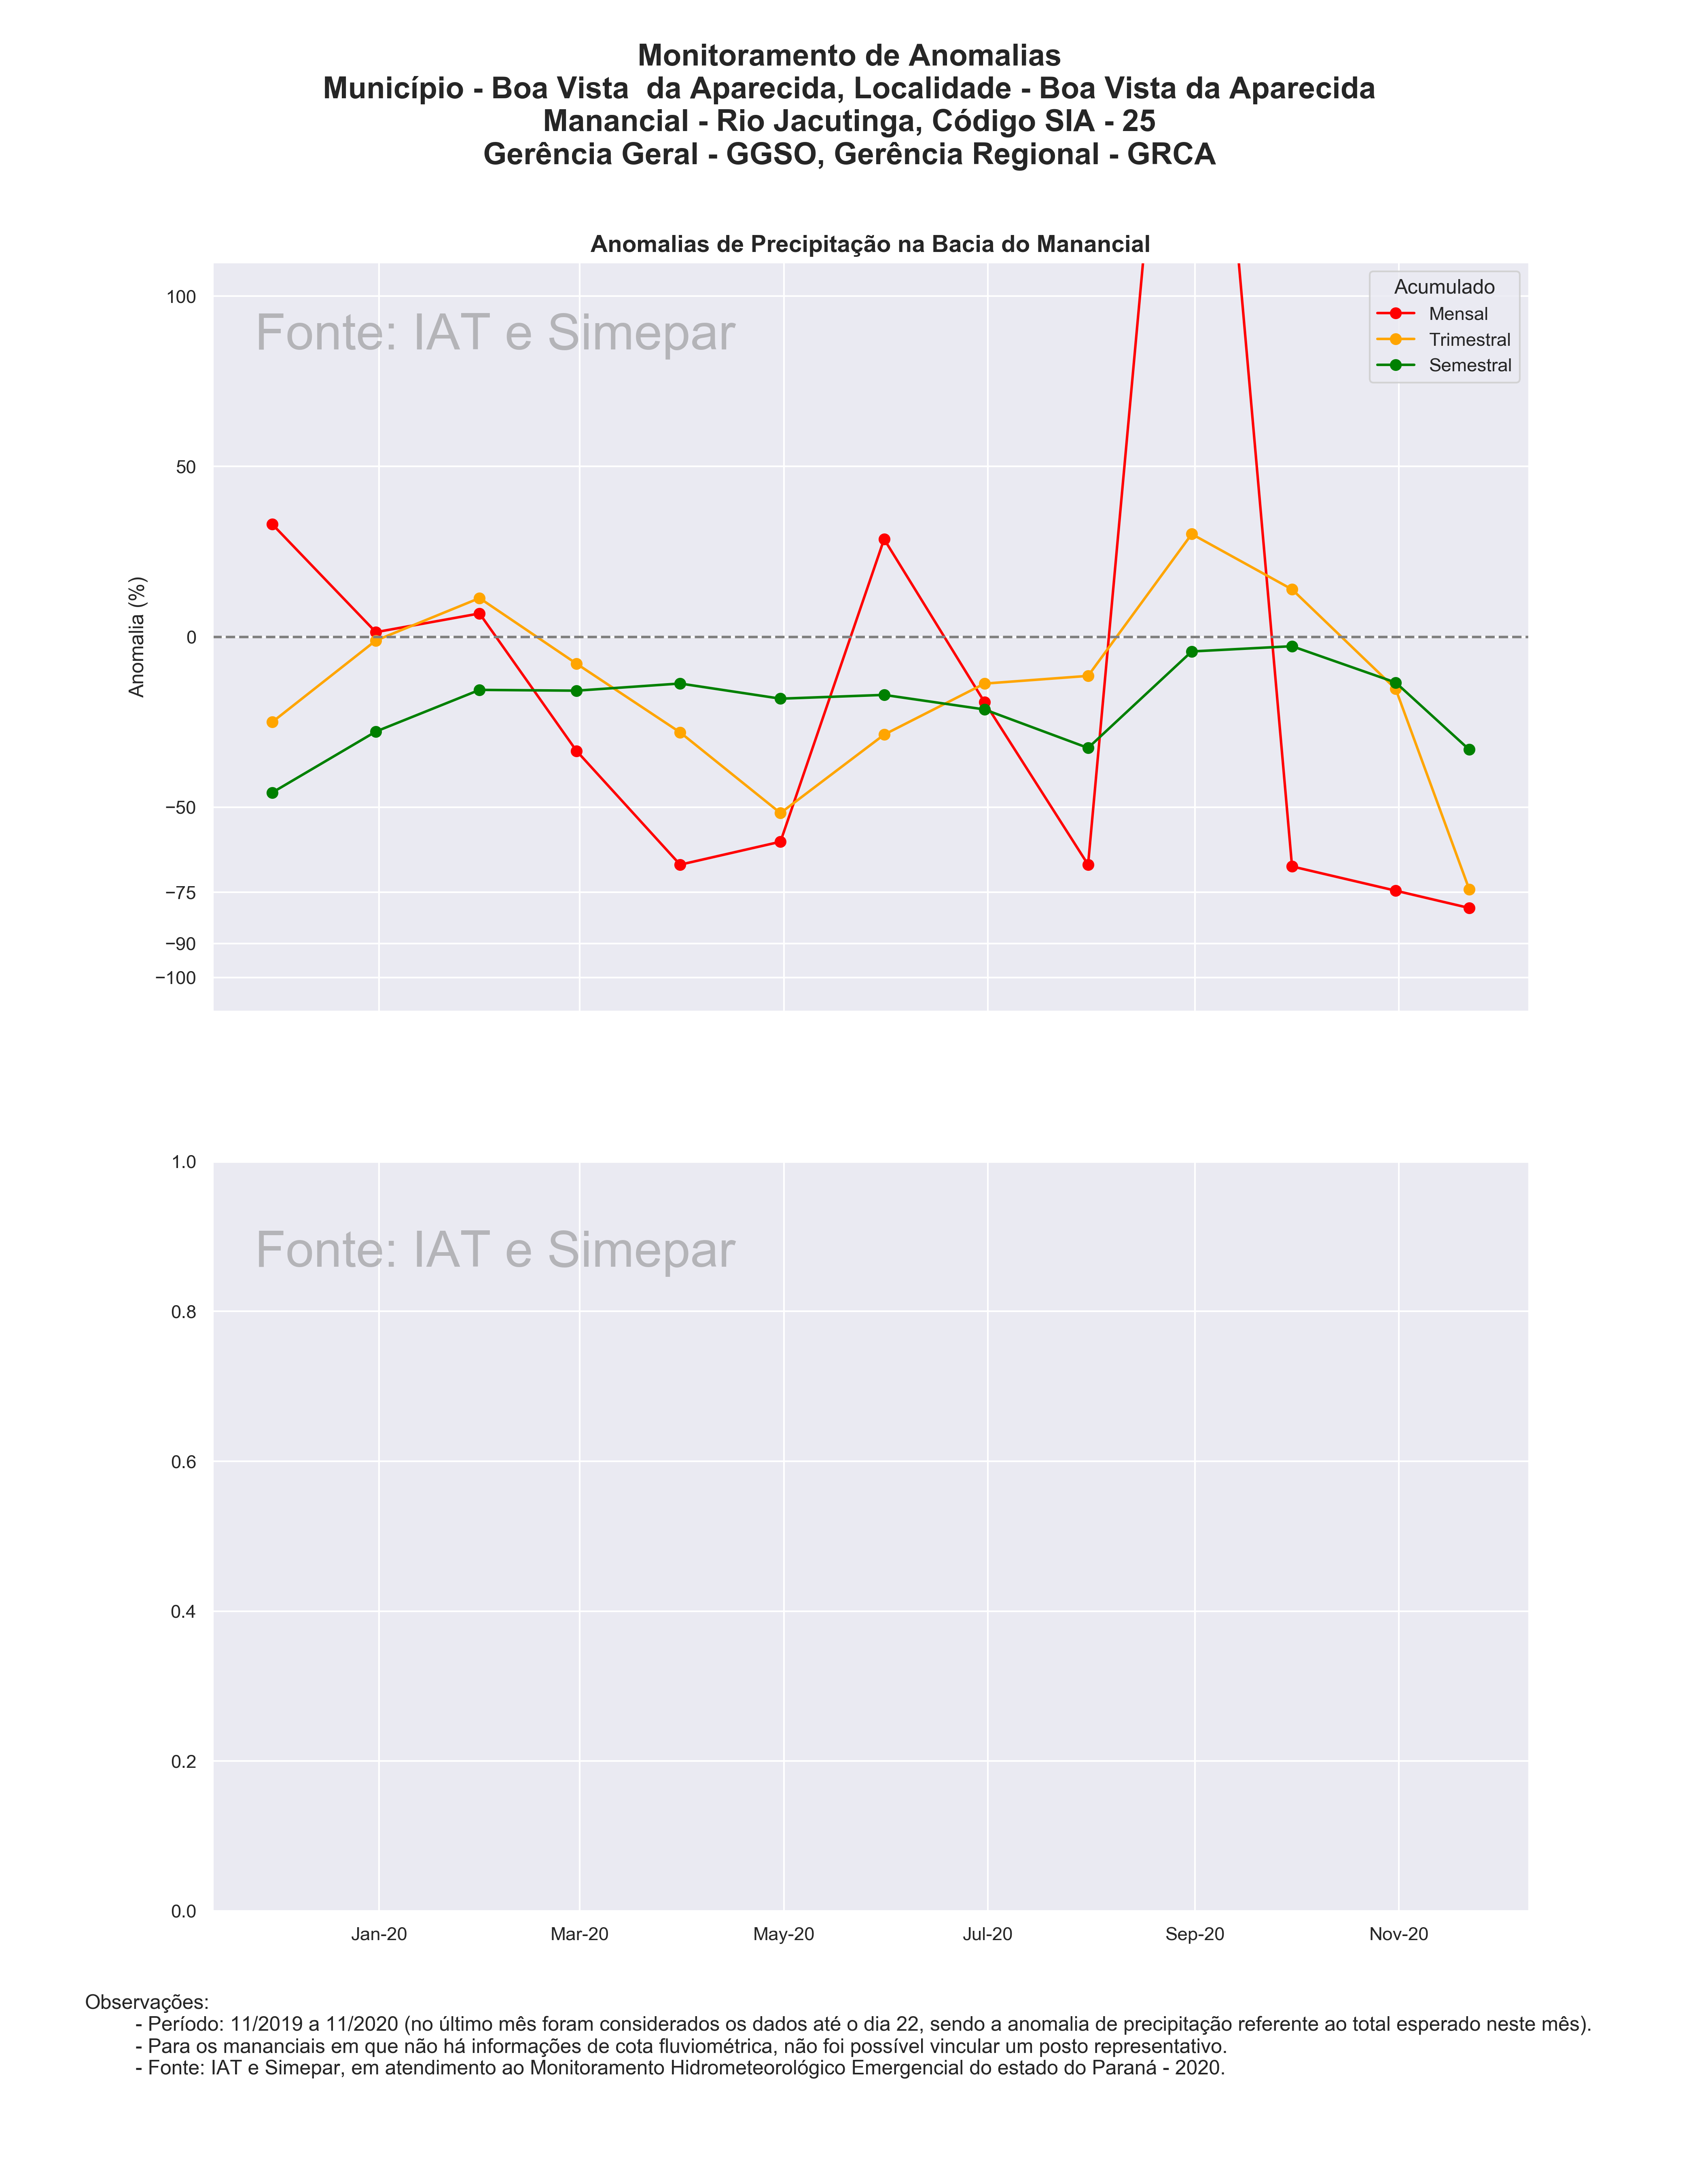 Monitoramento de Anomalias
Município - Boa Vista  da Aparecida, Localidade - Boa Vista da Aparecida
Manancial - Rio Jacutinga, Código SIA - 25
Gerência Geral - GGSO, Gerência Regional - GRCA
Anomalias de Precipitação na Bacia do Manancial
Fonte: IAT e Simepar
Acumulado
Mensal
Trimestral
Semestral
Anomalia (%)
100
50
0
−50
−75
−90
−100
Fonte: IAT e Simepar
1.0
0.8
0.6
0.4
0.2
0.0
Jan-20 Mar-20 May-20 Jul-20 Sep-20 Nov-20
Observações:
- Período: 11/2019 a 11/2020 (no último mês foram considerados os dados até o dia 22, sendo a anomalia de precipitação referente ao total esperado neste mês).
- Para os mananciais em que não há informações de cota fluviométrica, não foi possível vincular um posto representativo.
- Fonte: IAT e Simepar, em atendimento ao Monitoramento Hidrometeorológico Emergencial do estado do Paraná - 2020.